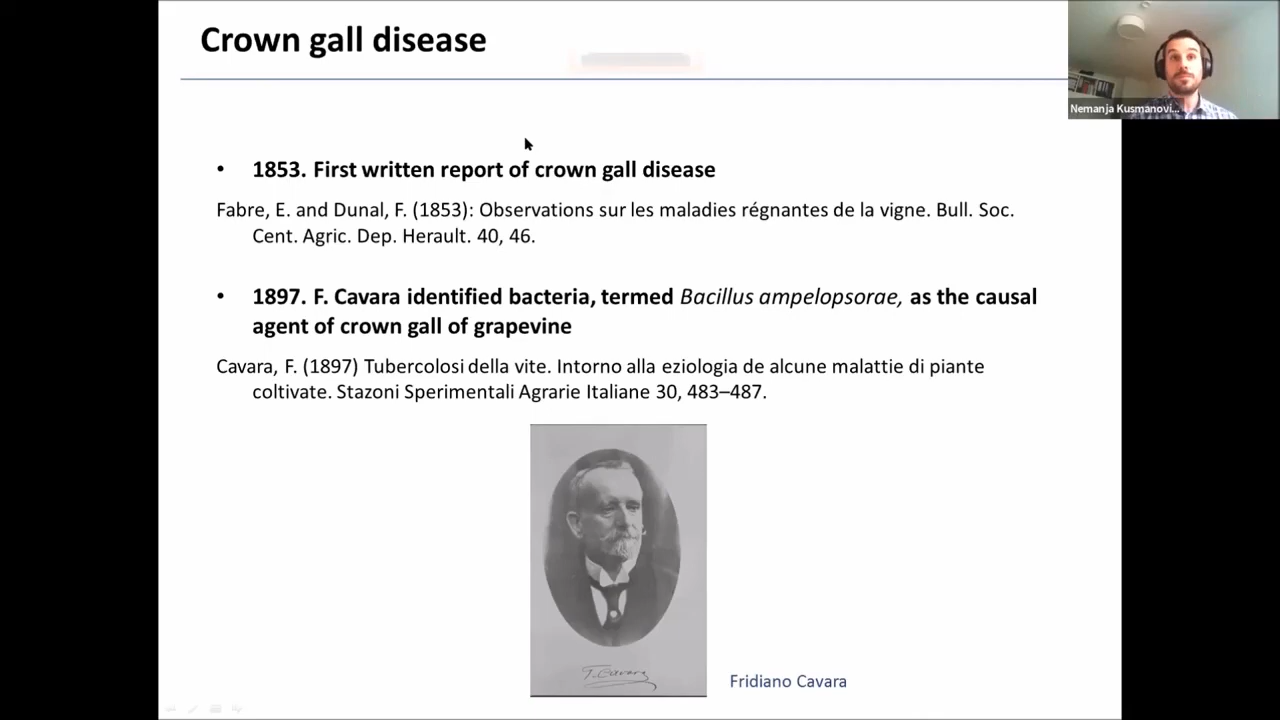 Crown gall disease
Nemanja Kusmanovi...
• 1853. First written report of crown gall disease
Fabre, E. and Dunal, F. (1853): Observations sur les maladies régnantes de la vigne. Bull. Soc.
Cent. Agric. Dep. Herault. 40, 46.
• 1897. F. Cavara identified bacteria, termed Bacillus ampelopsorae, as the causal
agent of crown gall of grapevine
Cavara, F. (1897) Tubercolosi della vite. Intorno alla eziologia de alcune malattie di piante
coltivate. Stazoni Sperimentali Agrarie Italiane 30, 483–487.
F. Cavara
Fridiano Cavara